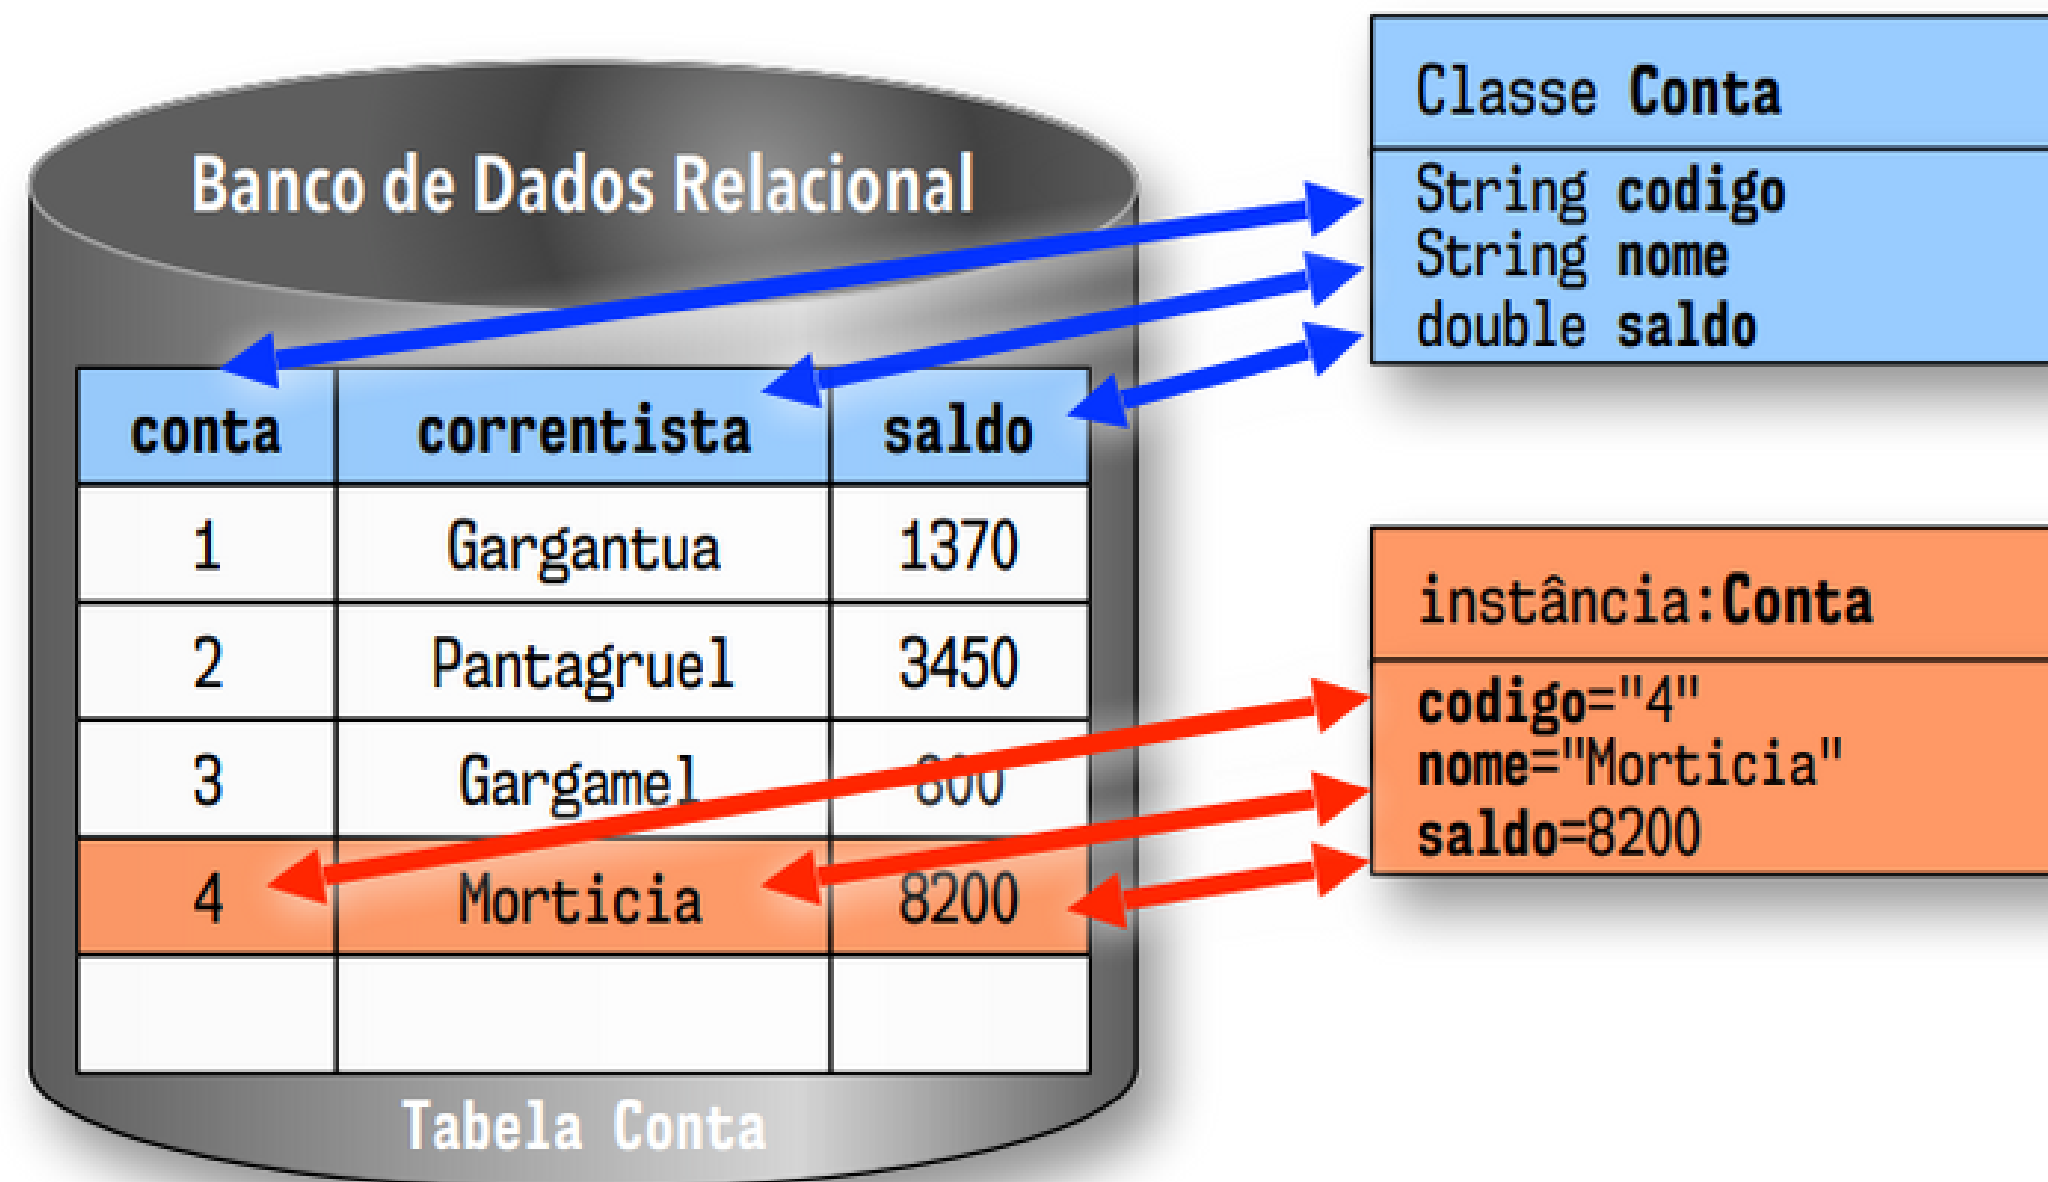 Banco de Dados Relacional
conta correntista saldo
1 Gargantua 1370
2 Pantagruel 3450
3 Gargamel 800
4 Morticia 8200
Tabela Conta
Classe Conta
String codigo
String nome
double saldo
instância:Conta
codigo="4"
nome="Morticia"
saldo=8200